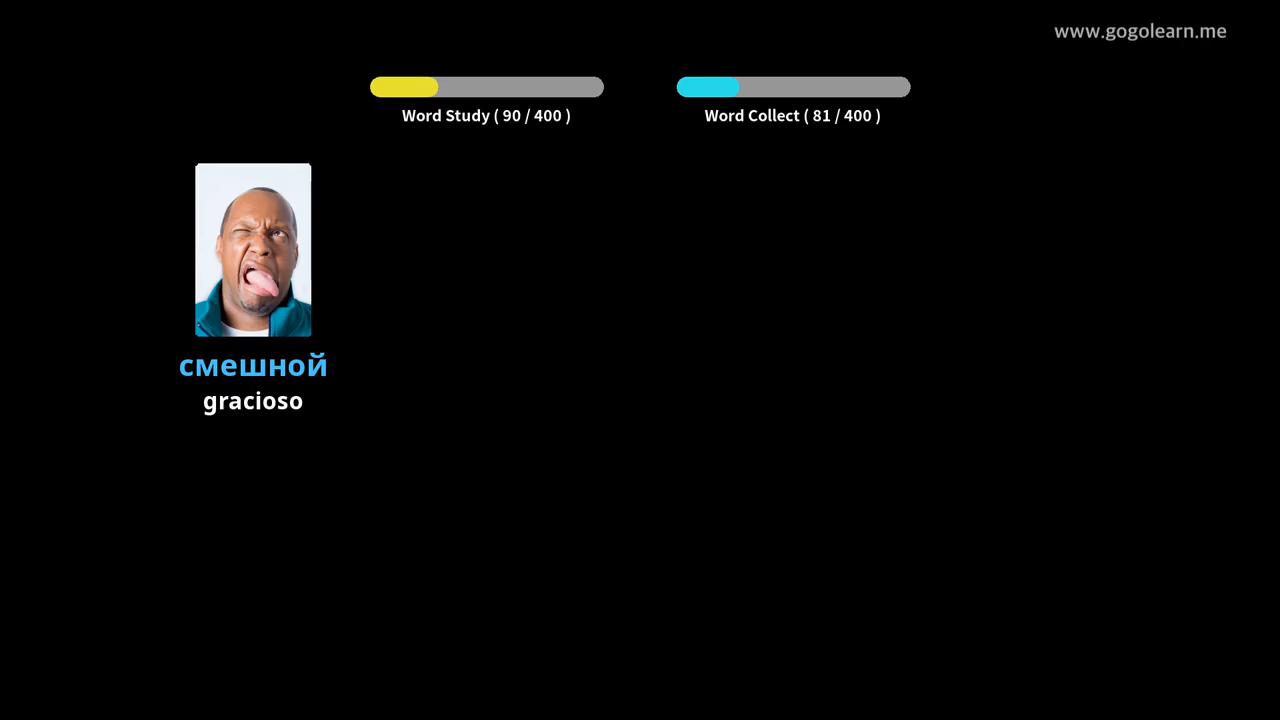 www.gogolearn.me
Word Study ( 90 / 400 )
Word Collect ( 81 / 400 )
смешной
gracioso